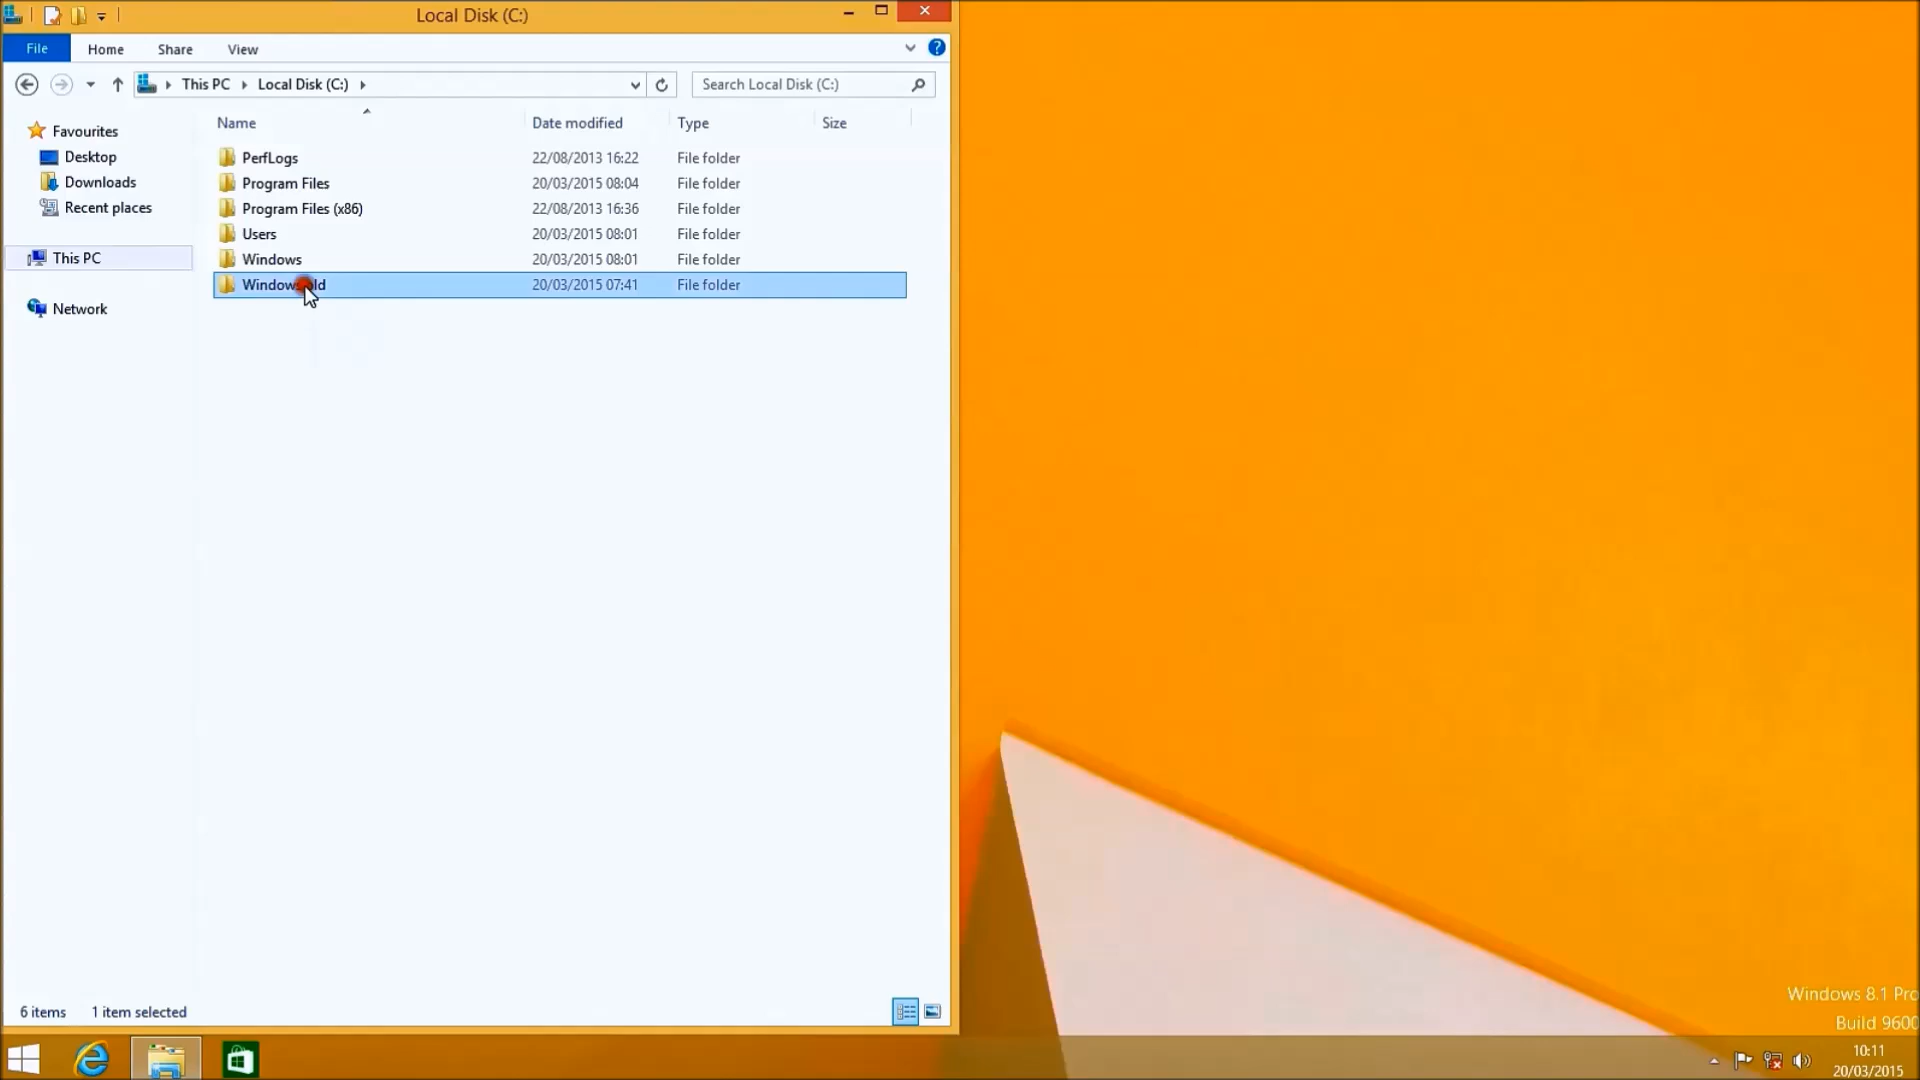 Local Disk (C:)
File Home Share View
This PC Local Disk (C:) Search Local Disk (C:)
Name Date modified Type Size
Favourites
Desktop
Downloads
Recent places
This PC
Network
PerfLogs 22/08/2013 16:22 File folder
Program Files 20/03/2015 08:04 File folder
Program Files (x86) 22/08/2013 16:36 File folder
Users 20/03/2015 08:01 File folder
Windows 20/03/2015 08:01 File folder
20/03/2015 07:41 File folder
6 items 1 item selected
Windows 8.1 Pro
Build 9600
10:11
20/03/2015